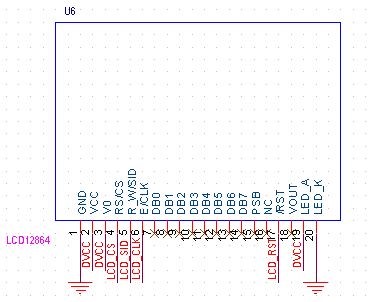 U6
GND
VCC
V0
RS/CS
R_W/SID
E/CLK
DB0
DB1
DB2
DB3
DB4
DB5
DB6
DB7
PSB
NC
/RST
VOUT
LED_A
LED_K
LCD12864
1
2
3
4
5
6
7
8
9
10
11
12
13
14
15
16
17
18
19
20
DVCC
DVCC
LCD_CS
LCD_SID
LCD_CLK
LCD_RST
DVCC